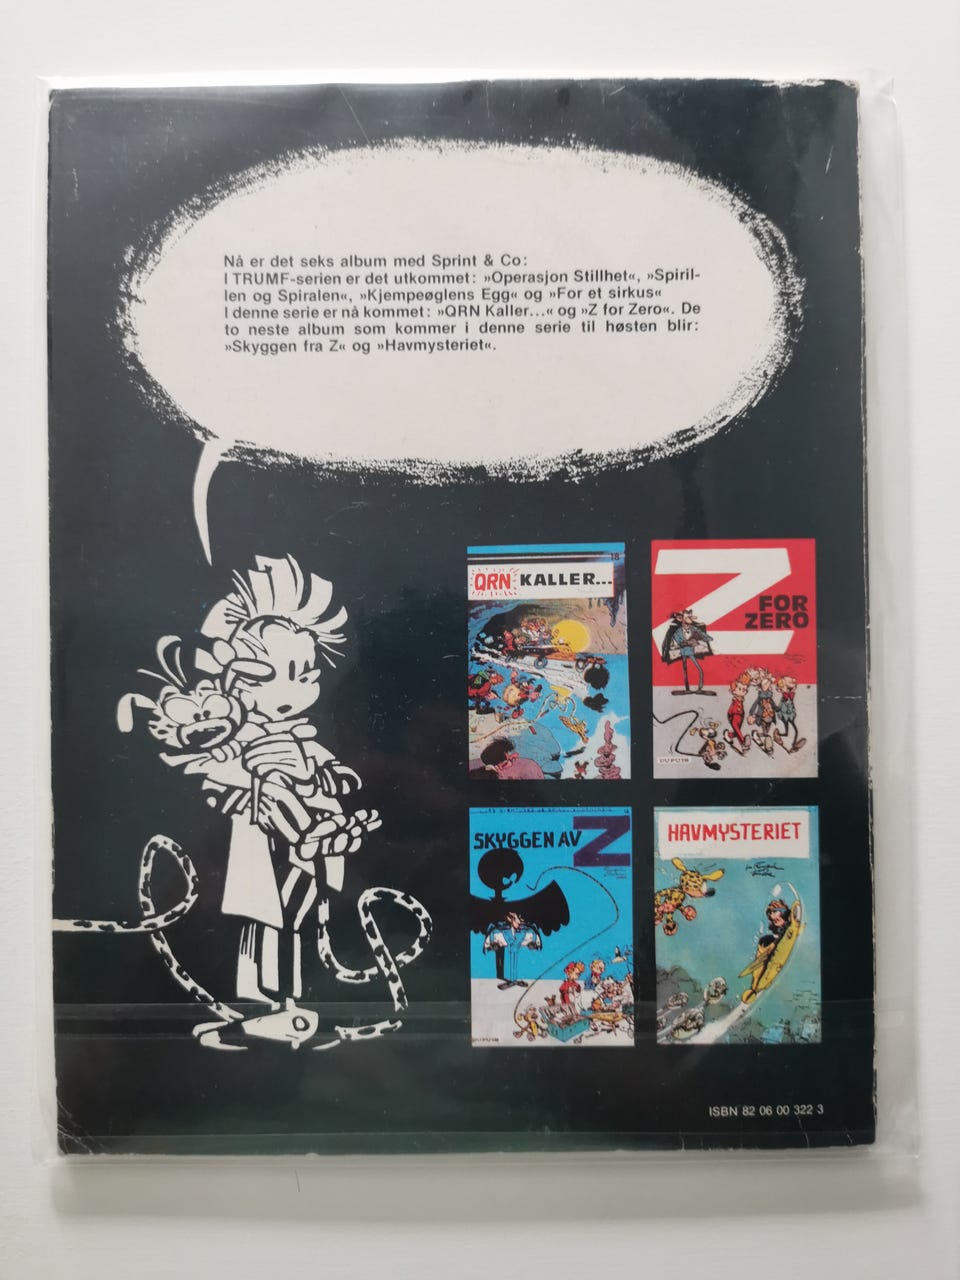 Nå er det seks album med Sprint & Co:
I TRUMF-serien er det utkommet: »Operasjon Stillhet«, »Spiril-
len og Spiralen«, »Kjempeøglens Egg« og »For et sirkus«
I denne serie er nå kommet: »QRN Kaller...« og »Z for Zero«. De
to neste album som kommer i denne serie til høsten blir:
»Skyggen fra Z« og »Havmysteriet«.
18
QRN KALLER...
Z FOR
ZERO
DUPUIS
SKYGGEN AV Z
DUPUIS
HAVMYSTERIET
ISBN 82 06 00 322 3